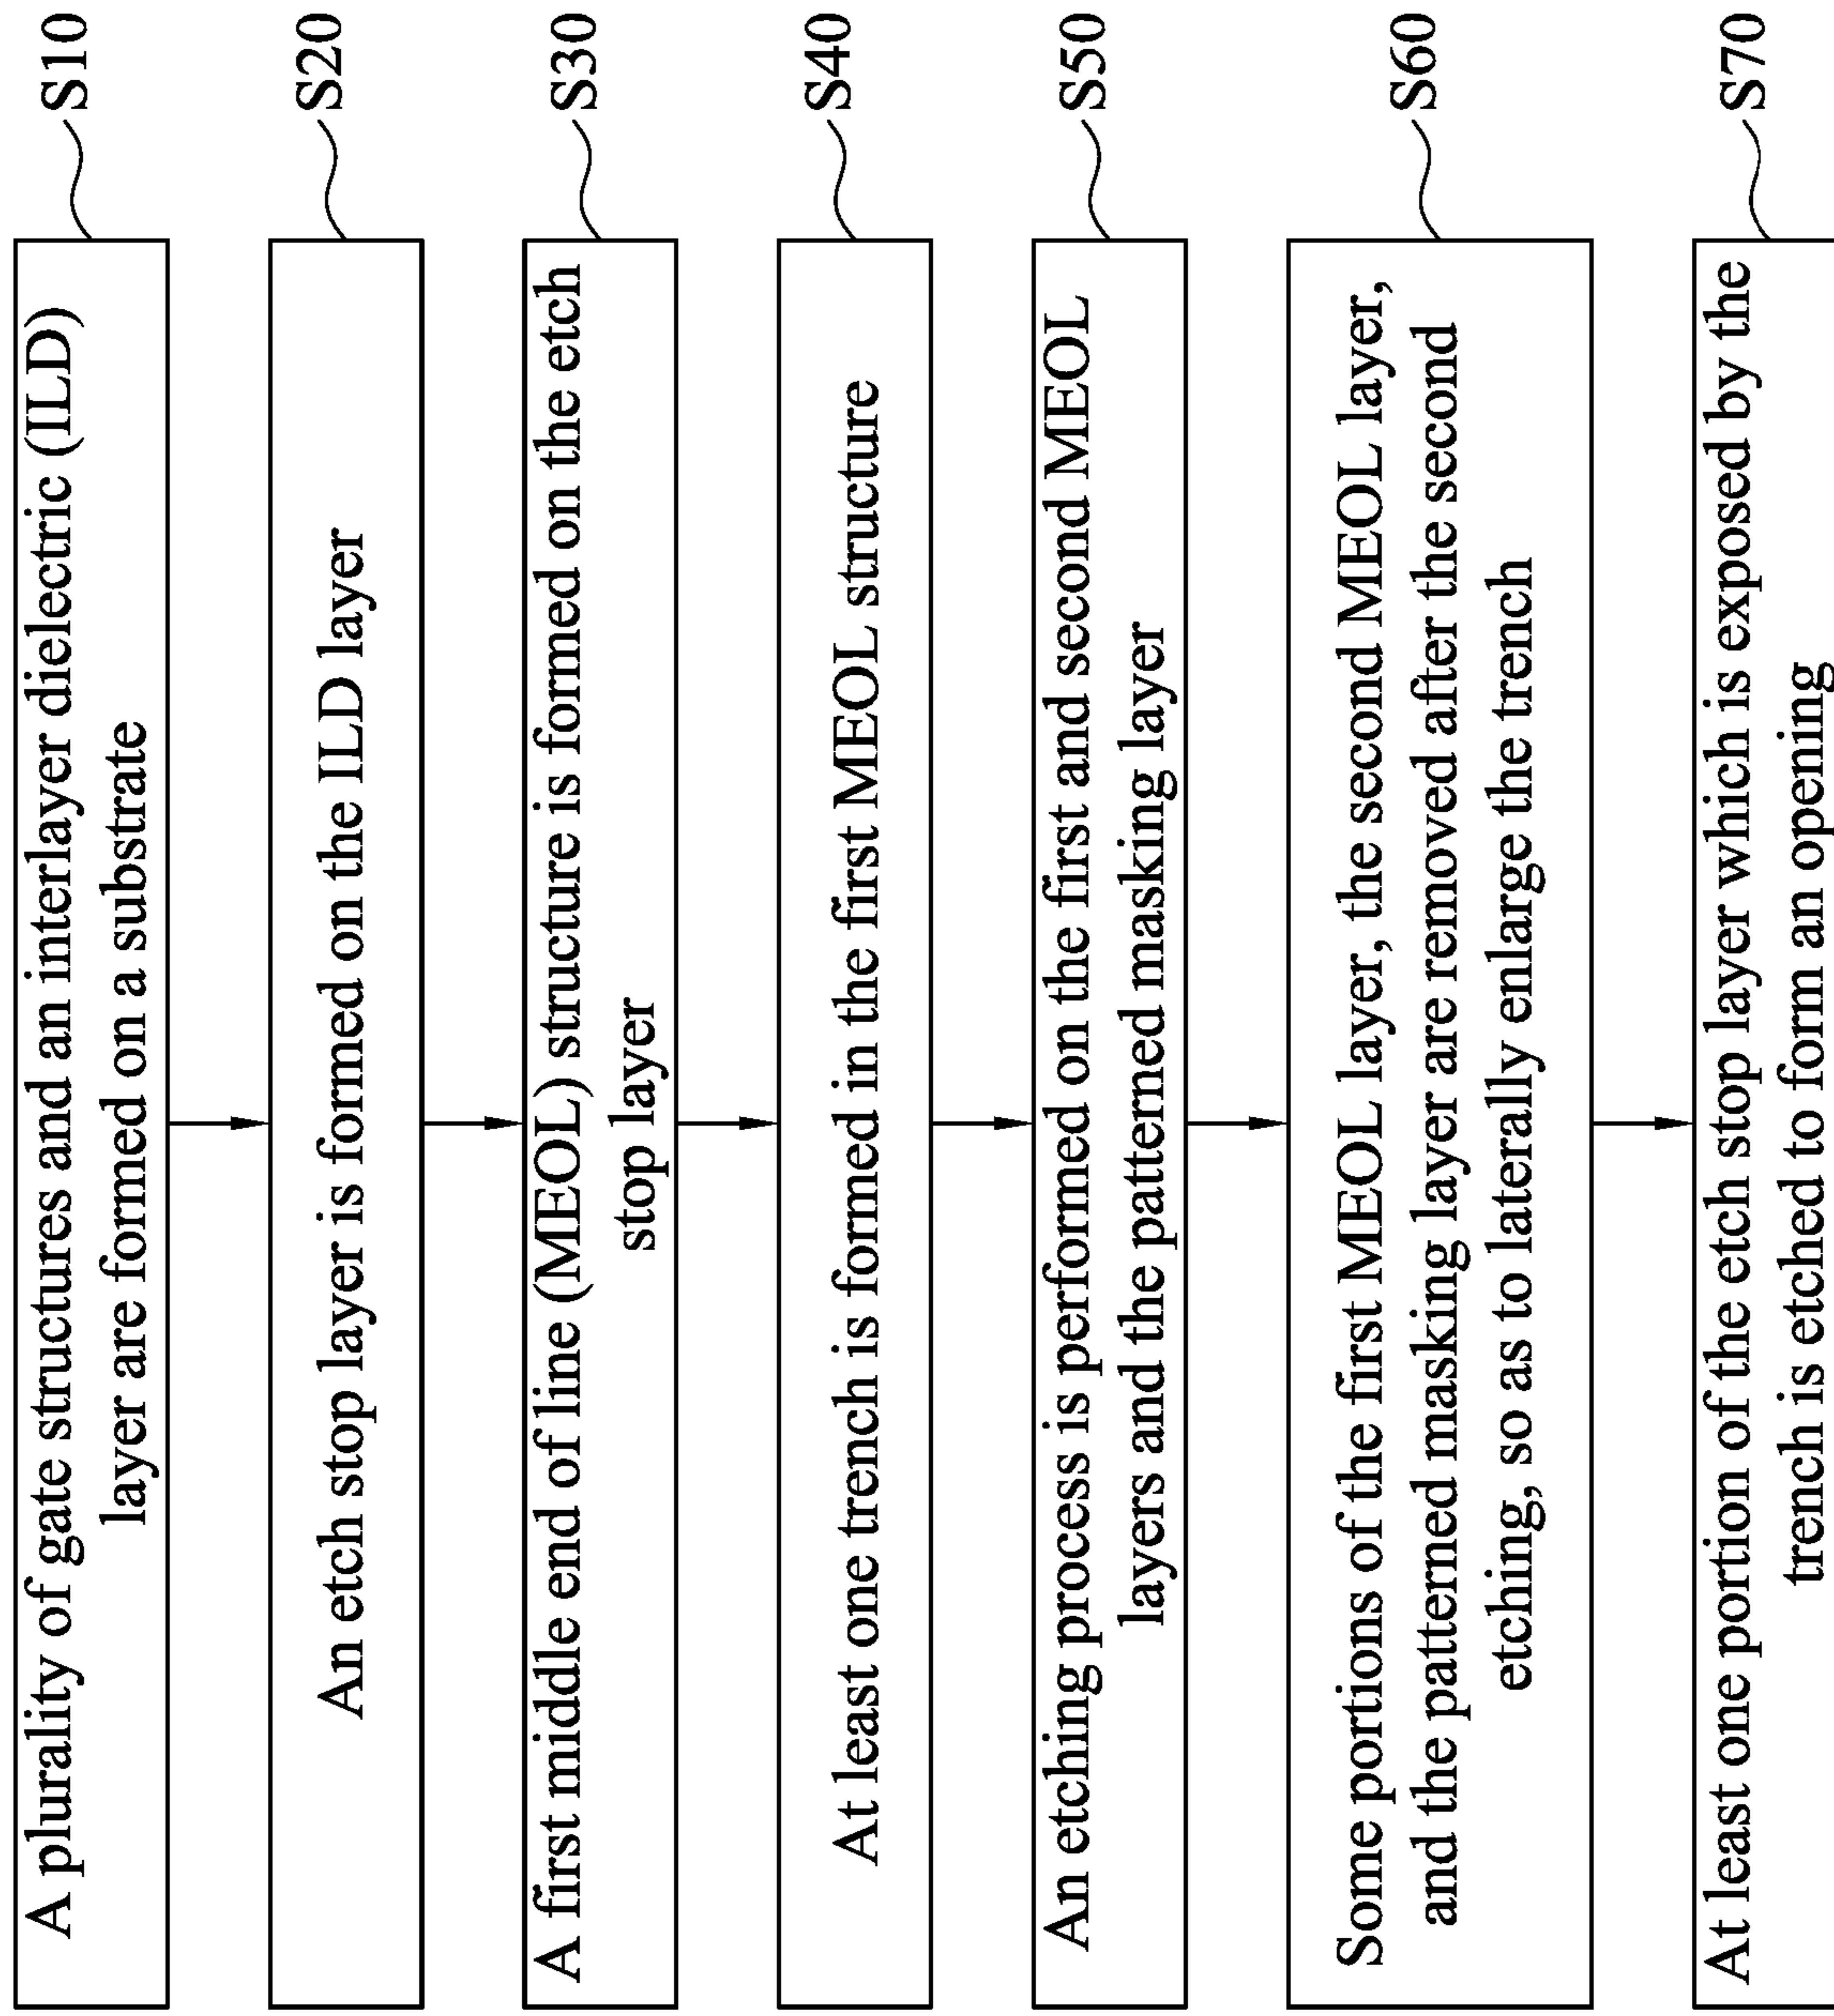 A plurality of gate structures and an interlayer dielectric (ILD)
layer are formed on a substrate
S10
An etch stop layer is formed on the ILD layer
S20
A first middle end of line (MEOL) structure is formed on the etch
stop layer
S30
At least one trench is formed in the first MEOL structure
S40
An etching process is performed on the first and second MEOL
layers and the patterned masking layer
S50
Some portions of the first MEOL layer, the second MEOL layer,
and the patterned masking layer are removed after the second
etching, so as to laterally enlarge the trench
S60
At least one portion of the etch stop layer which is exposed by the
trench is etched to form an opening
S70